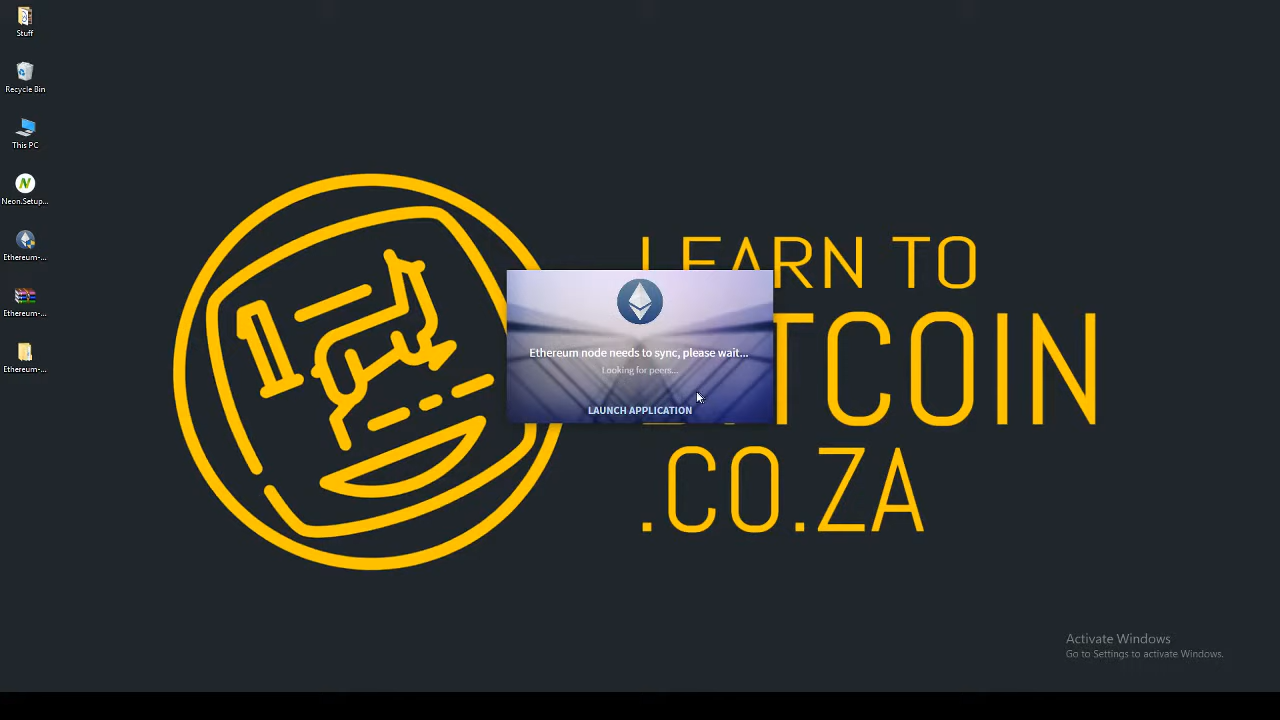 Stuff
Recycle Bin
This PC
Neon.Setup...
Ethereum-...
Ethereum-...
Ethereum-...
LEARN TO
TCOIN
.CO.ZA
Ethereum node needs to sync, please wait...
Looking for peers...
LAUNCH APPLICATION
Activate Windows
Go to Settings to activate Windows.